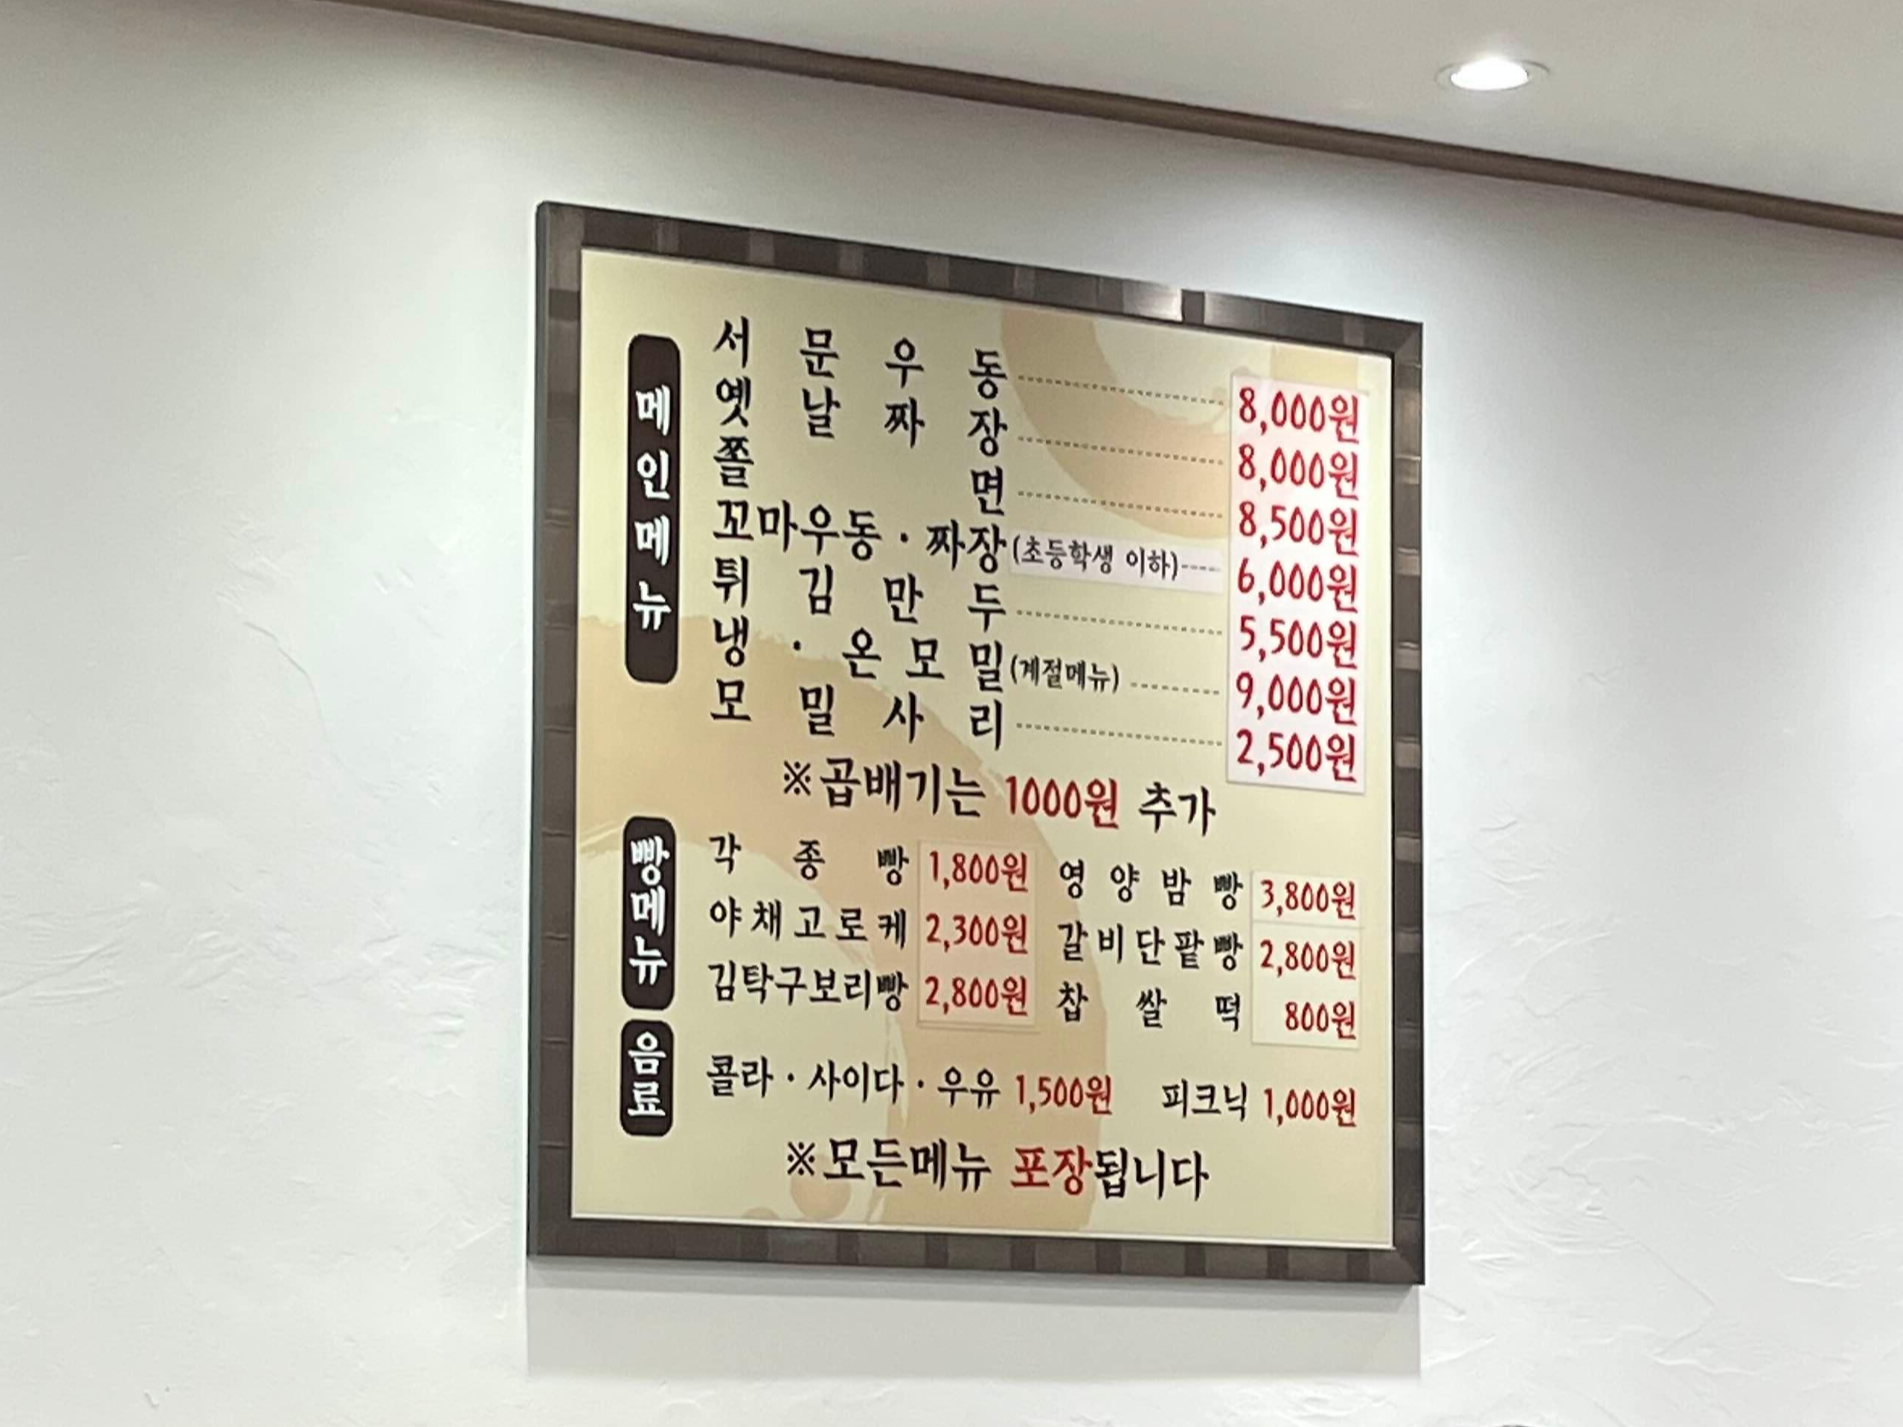 메인메뉴
서문우동 8,000원
옛날짜장 8,000원
쫄면 8,500원
꼬마우동·짜장(초등학생 이하) 6,000원
튀김만두 5,500원
냉·온모밀(계절메뉴) 9,000원
모밀사리 2,500원
※곱배기는 1000원 추가
빵메뉴
각종빵 1,800원 영양밤빵 3,800원
야채고로케 2,300원 갈비단팥빵 2,800원
김탁구보리빵 2,800원 찹쌀떡 800원
음료
콜라·사이다·우유 1,500원 피크닉 1,000원
※모든메뉴 포장됩니다